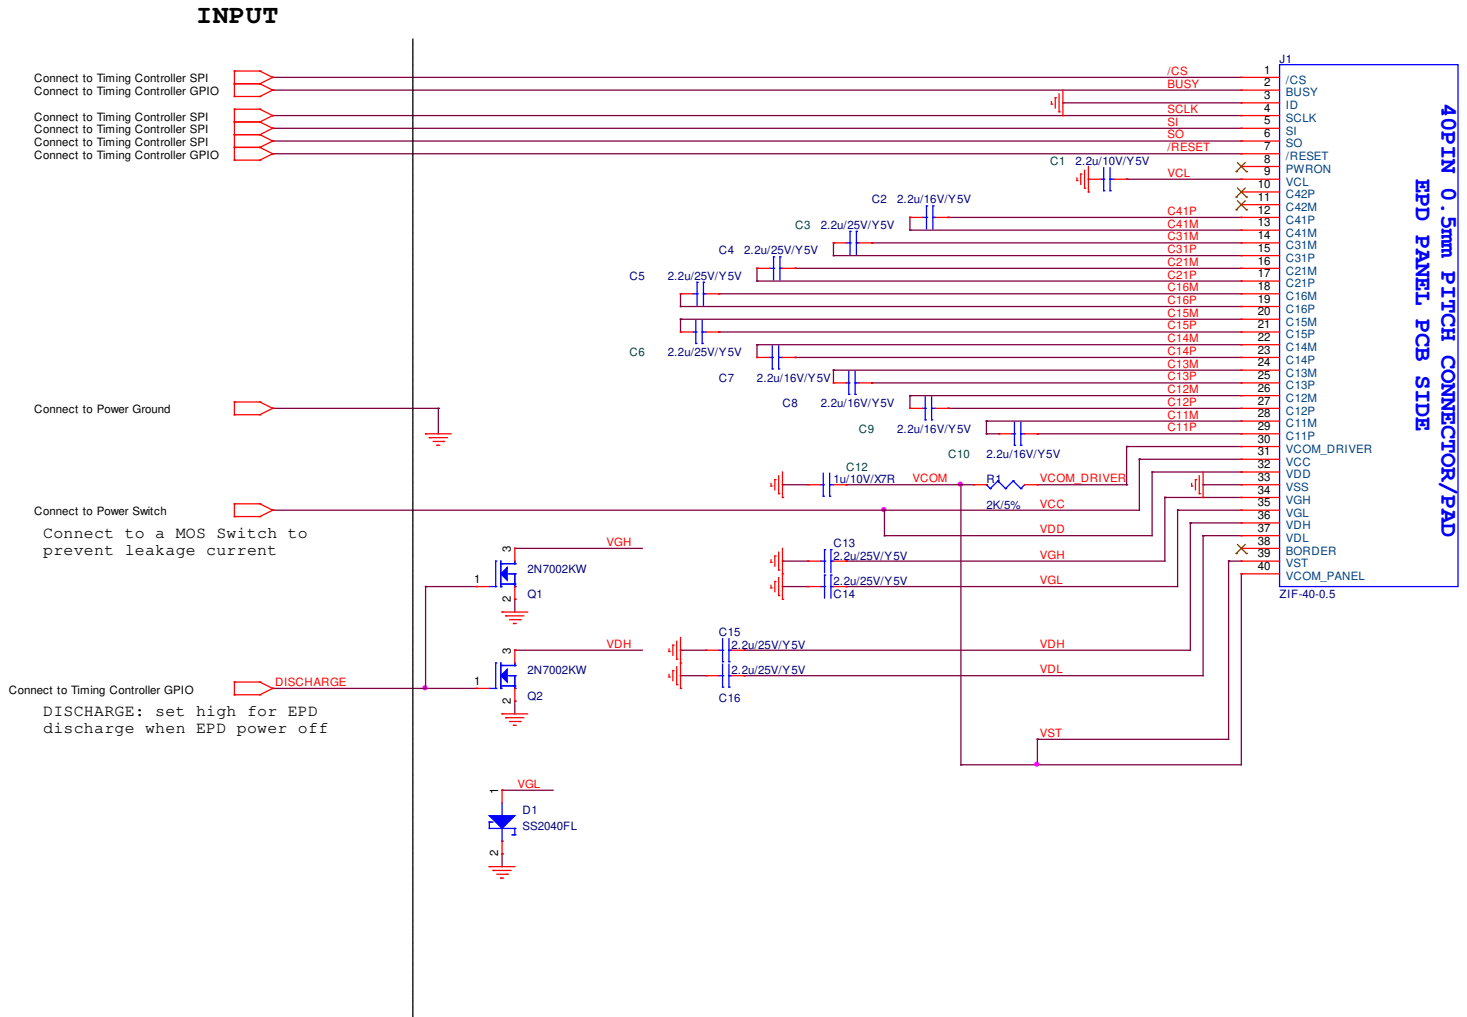 INPUT
J1
Connect to Timing Controller SPI
/CS
1
/CS
Connect to Timing Controller GPIO
BUSY
2
BUSY
3
ID
Connect to Timing Controller SPI
SCLK
4
SCLK
Connect to Timing Controller SPI
SI
5
SI
Connect to Timing Controller SPI
SO
6
SO
Connect to Timing Controller GPIO
/RESET
7
/RESET
8
PWRON
C1 2.2u/10V/Y5V
VCL
9
VCL
10
C42P
11
C42M
C2 2.2u/16V/Y5V
C41P
12
C41P
C41M
13
C41M
C3 2.2u/25V/Y5V
C31M
14
C31M
C31P
15
C31P
C4 2.2u/25V/Y5V
C21M
16
C21M
C21P
17
C21P
C5 2.2u/25V/Y5V
C16M
18
C16M
C16P
19
C16P
C15M
20
C15M
C15P
21
C15P
C6 2.2u/25V/Y5V
C14M
22
C14M
C14P
23
C14P
C7 2.2u/16V/Y5V
C13M
24
C13M
C13P
25
C13P
C8 2.2u/16V/Y5V
C12M
26
C12M
C12P
27
C12P
C9 2.2u/16V/Y5V
C11M
28
C11M
C11P
29
C11P
C10 2.2u/16V/Y5V
30
VCOM_DRIVER
31
VCC
32
VDD
33
VSS
34
VGH
35
VGL
36
VDH
37
VDL
38
BORDER
39
VST
40
VCOM_PANEL
ZIF-40-0.5
40PIN 0.5mm PITCH CONNECTOR/PAD
EPD PANEL PCB SIDE
Connect to Power Ground
C12
1u/10V/X7R
VCOM
R1
2K/5%
VCOM_DRIVER
Connect to Power Switch
VCC
Connect to a MOS Switch to
prevent leakage current
VDD
VGH
3
1
2
2N7002KW
Q1
C13
2.2u/25V/Y5V
VGH
2.2u/25V/Y5V
C14
VGL
VDH
3
1
2
2N7002KW
Q2
C15
2.2u/25V/Y5V
VDH
2.2u/25V/Y5V
C16
VDL
Connect to Timing Controller GPIO
DISCHARGE
DISCHARGE: set high for EPD
discharge when EPD power off
VST
VGL
1
D1
SS2040FL
2